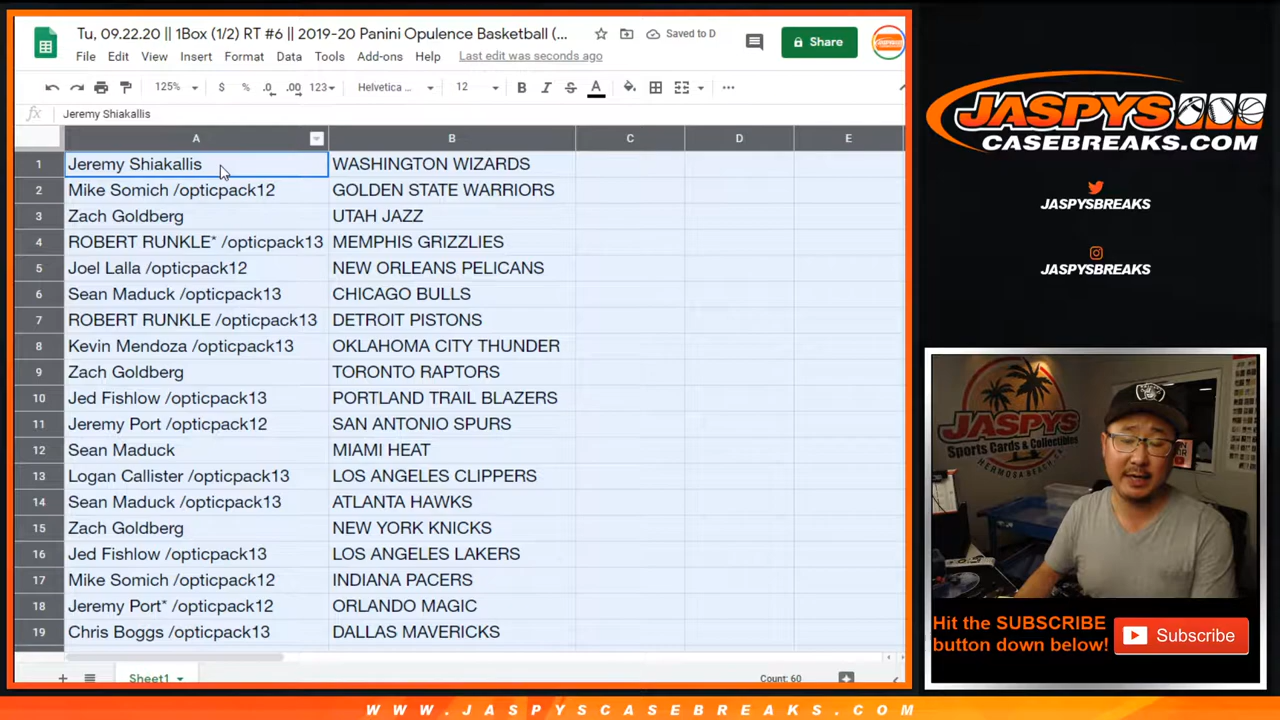 Tu, 09.22.20 || 1Box (1/2) RT #6 || 2019-20 Panini Opulence Basketball (...
Saved to D
Share
File Edit View Insert Format Data Tools Add-ons Help Last edit was seconds ago
125% $ % .0 .00 123 Helvetica ... 12 B I S A
fx Jeremy Shiakallis
A B C D E
1 Jeremy Shiakallis WASHINGTON WIZARDS
2 Mike Somich /opticpack12 GOLDEN STATE WARRIORS
3 Zach Goldberg UTAH JAZZ
4 ROBERT RUNKLE* /opticpack13 MEMPHIS GRIZZLIES
5 Joel Lalla /opticpack12 NEW ORLEANS PELICANS
6 Sean Maduck /opticpack13 CHICAGO BULLS
7 ROBERT RUNKLE /opticpack13 DETROIT PISTONS
8 Kevin Mendoza /opticpack13 OKLAHOMA CITY THUNDER
9 Zach Goldberg TORONTO RAPTORS
10 Jed Fishlow /opticpack13 PORTLAND TRAIL BLAZERS
11 Jeremy Port /opticpack12 SAN ANTONIO SPURS
12 Sean Maduck MIAMI HEAT
13 Logan Callister /opticpack13 LOS ANGELES CLIPPERS
14 Sean Maduck /opticpack13 ATLANTA HAWKS
15 Zach Goldberg NEW YORK KNICKS
16 Jed Fishlow /opticpack13 LOS ANGELES LAKERS
17 Mike Somich /opticpack12 INDIANA PACERS
18 Jeremy Port* /opticpack12 ORLANDO MAGIC
19 Chris Boggs /opticpack13 DALLAS MAVERICKS
Sheet1
Count: 60
JASPYS
CASEBREAKS.COM
JASPYSBREAKS
JASPYSBREAKS
JASPYS
Sports Cards & Collectibles
HERMOSA BEACH, CA
Hit the SUBSCRIBE
button down below!
Subscribe
WWW.JASPYSCASEBREAKS.COM